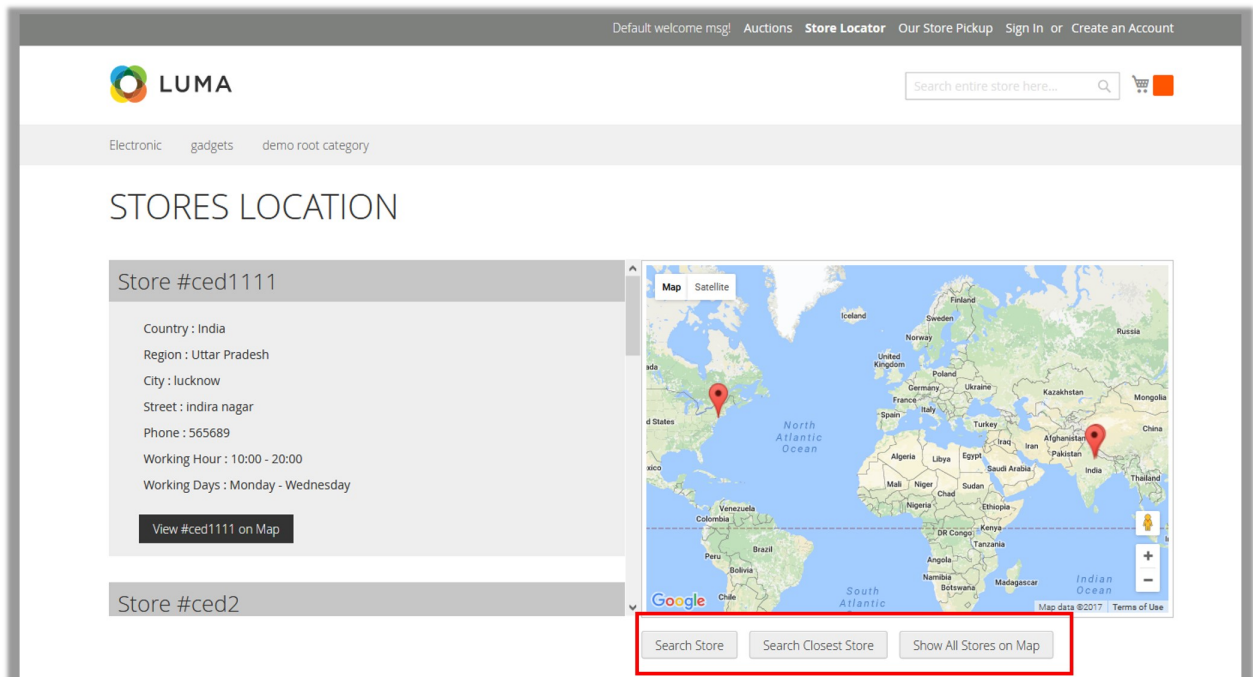 Default welcome msg! Auctions Store Locator Our Store Pickup Sign In or Create an Account
LUMA
Search entire store here...
Electronic gadgets demo root category
STORES LOCATION
Store #ced1111
Country : India
Region : Uttar Pradesh
City : lucknow
Street : indira nagar
Phone : 565689
Working Hour : 10:00 - 20:00
Working Days : Monday - Wednesday
View #ced1111 on Map
Store #ced2
Map Satellite
Iceland
Finland
Sweden
Norway
Russia
United
Kingdom
ada
Poland
Germany
Ukraine
France
Kazakhstan
Mongolia
Spain
Italy
d States
Turkey
North
Atlantic
Ocean
China
Afghanistan
Iraq
Iran
Pakistan
Algeria
Libya
Egypt
Saudi Arabia
India
xico
Thailand
Mali
Niger
Sudan
Chad
Nigeria
Ethiopia
Venezuela
Colombia
Kenya
DR Congo
Tanzania
Brazil
Peru
Angola
Bolivia
Namibia
Botswana
Madagascar
Indian
Ocean
Chile
South
Atlantic
Google
Map data ©2017 Terms of Use
Search Store Search Closest Store Show All Stores on Map